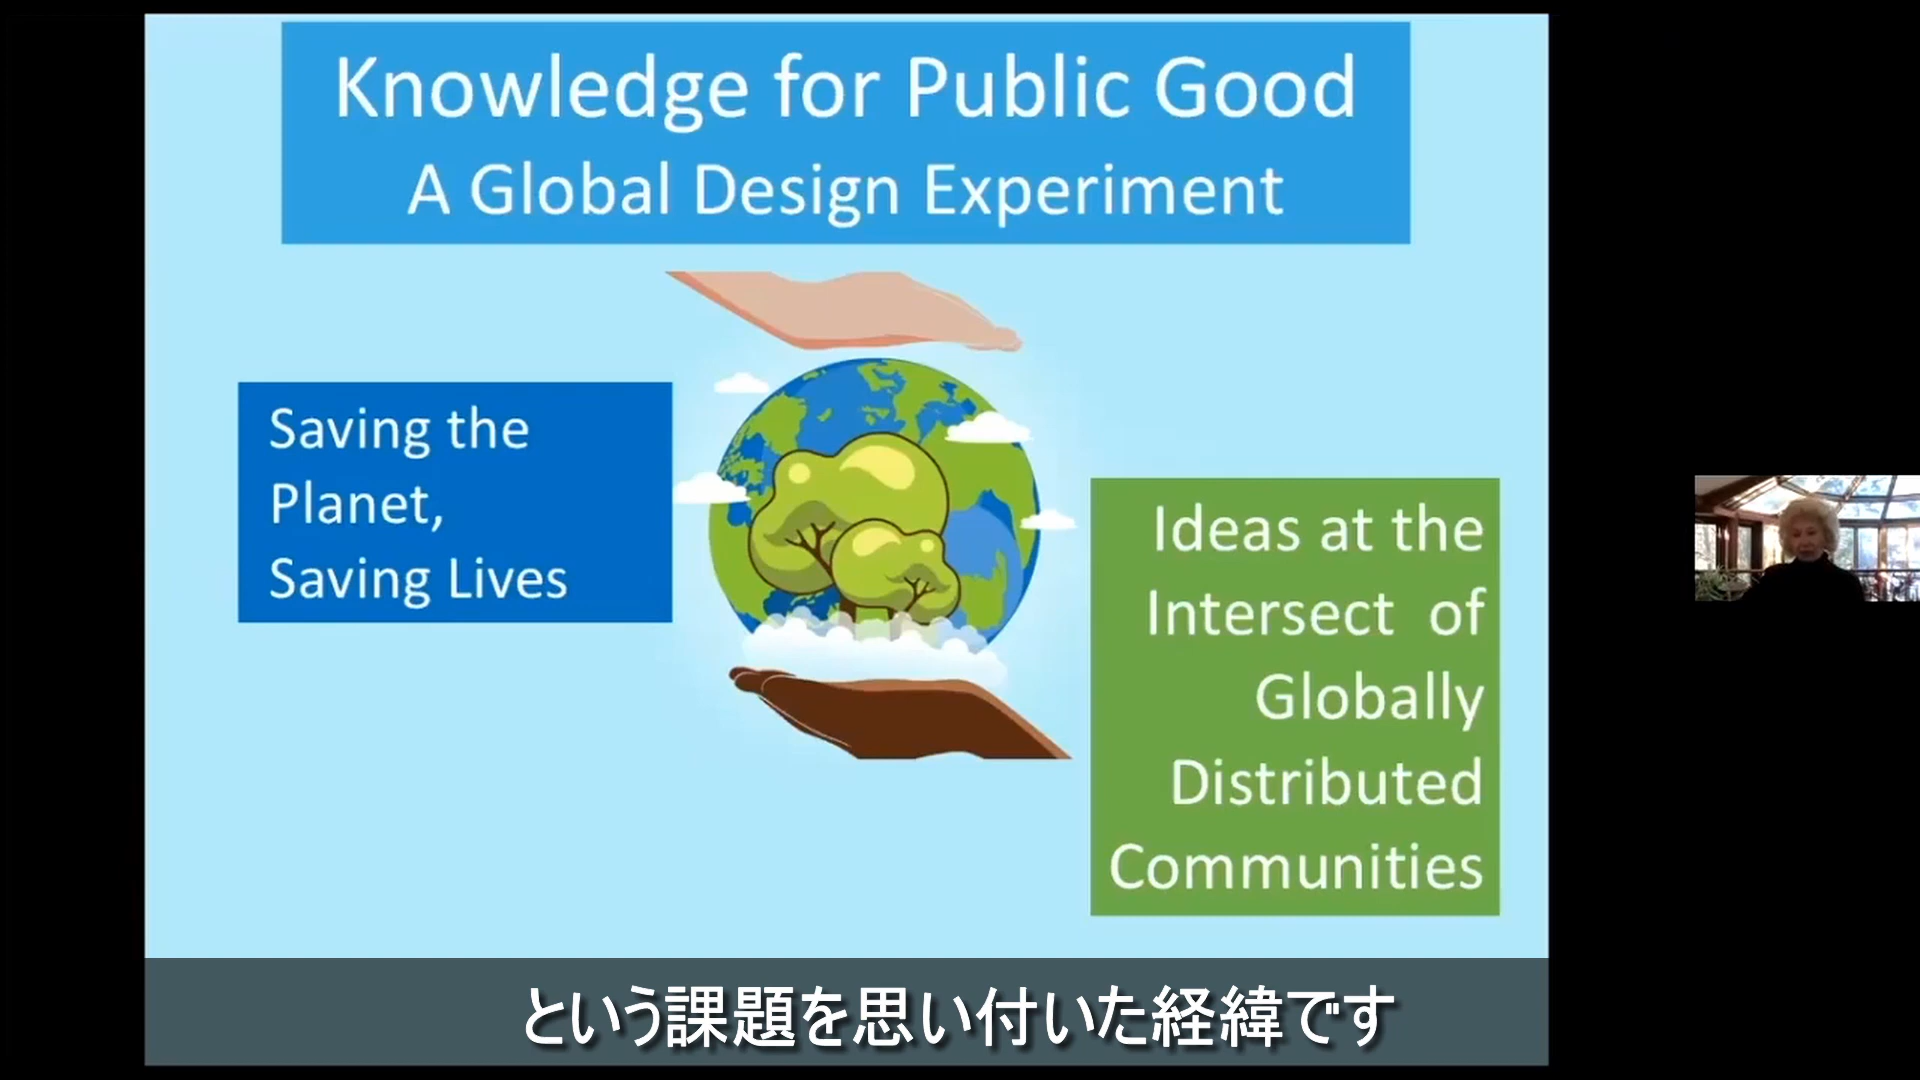 Knowledge for Public Good
A Global Design Experiment
Saving the
Planet,
Saving Lives
Ideas at the
Intersect of
Globally
Distributed
Communities
という課題を思い付いた経緯です